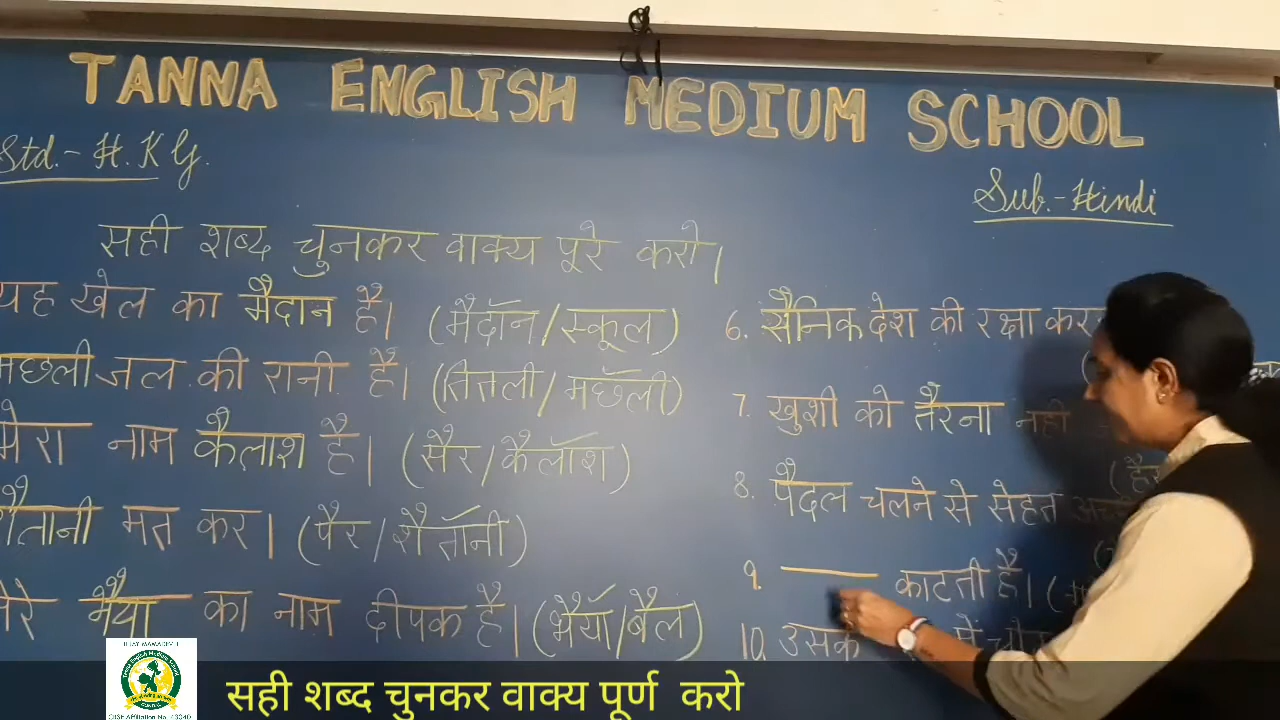 TANNA ENGLISH MEDIUM SCHOOL
Std.- H. K G.
Sub.-Hindi
सही शब्द चुनकर वाक्य पूरे करो।
यह खेल का मैदान है। (मैदान/स्कूल)
मछली जल की रानी है। (तितली/मछली)
मेरा नाम कैलाश है। (सैर/कैलाश)
शैतानी मत कर। (पैर/शैतानी)
मेरे भैया का नाम दीपक है। (भैया/बैल)
6. सैनिक देश की रक्षा
7. खुशी को तैरना नही
8. पैदल चलने से सेहत
9. ____ काटती है। (
10. उसके में
सही शब्द चुनकर वाक्य पूर्ण करो